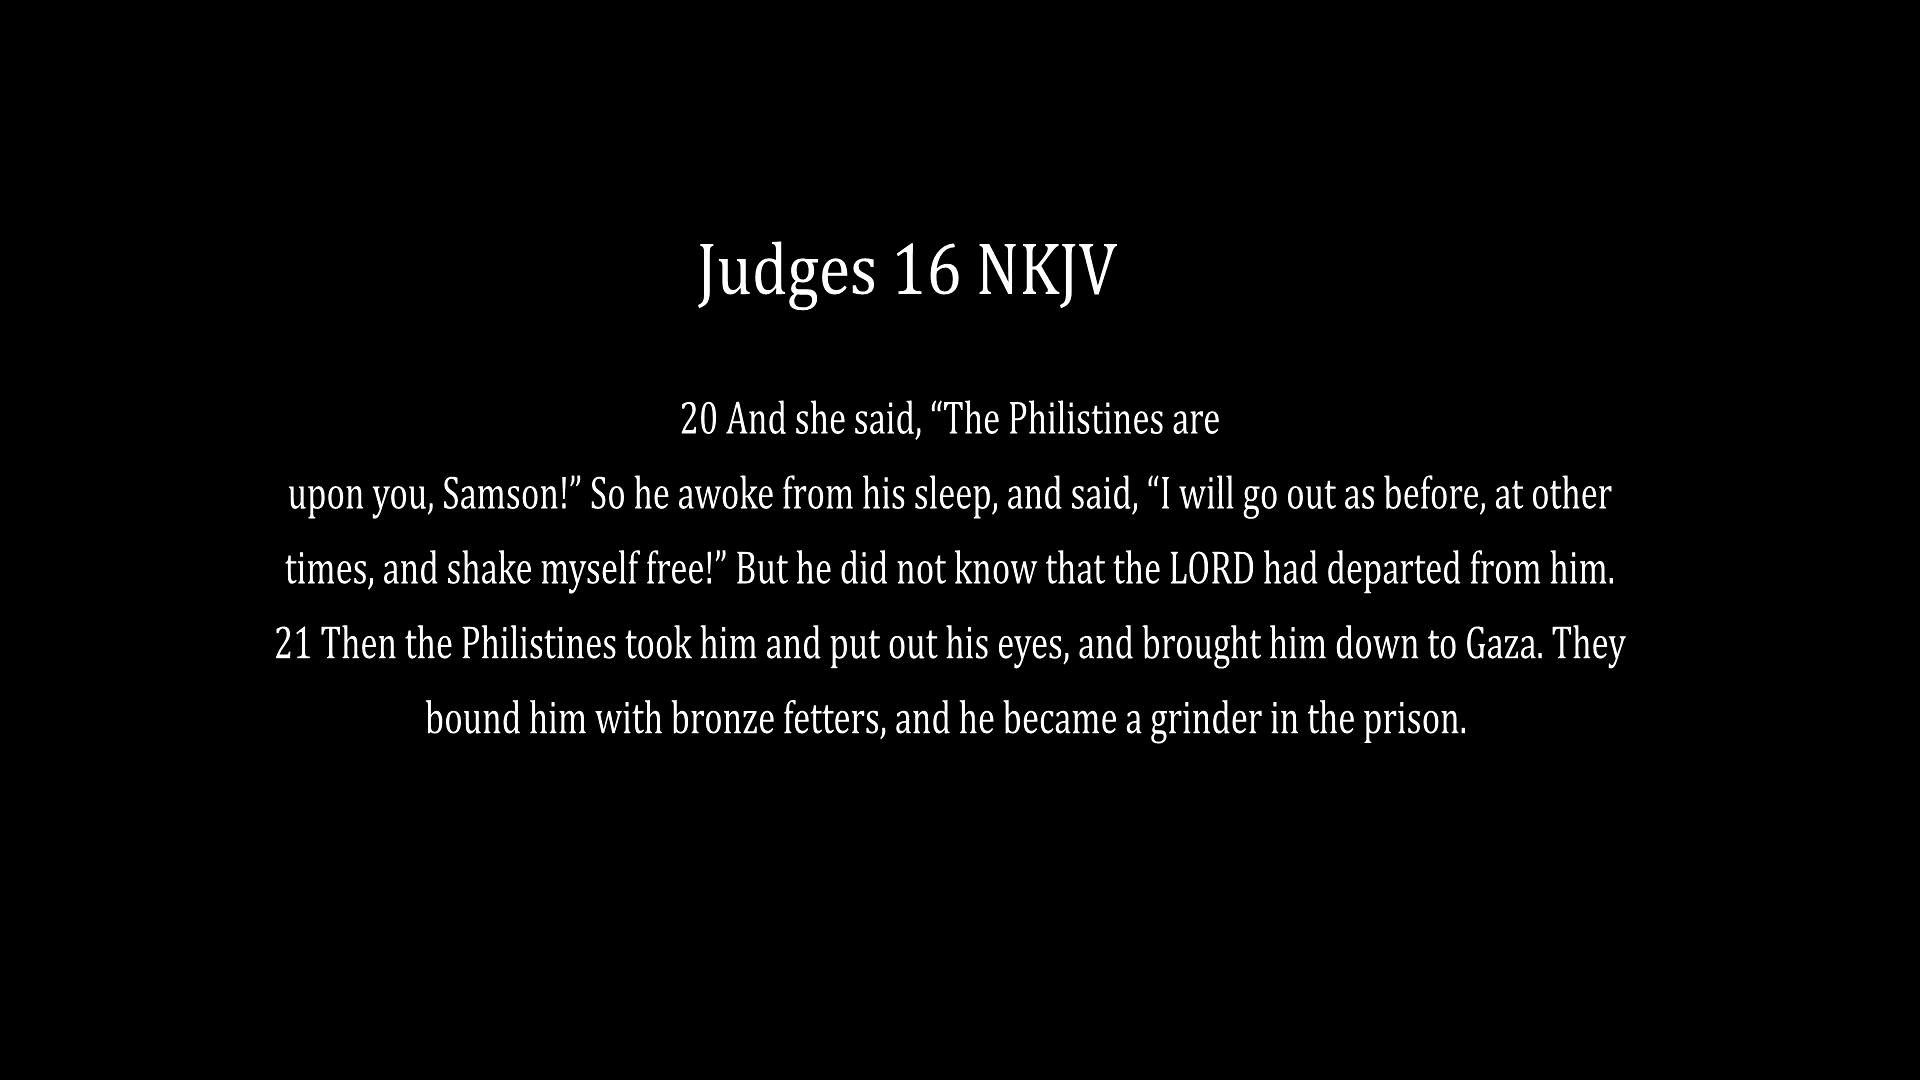 Judges 16 NKJV
20 And she said, “The Philistines are
upon you, Samson!” So he awoke from his sleep, and said, “I will go out as before, at other
times, and shake myself free!” But he did not know that the LORD had departed from him.
21 Then the Philistines took him and put out his eyes, and brought him down to Gaza. They
bound him with bronze fetters, and he became a grinder in the prison.